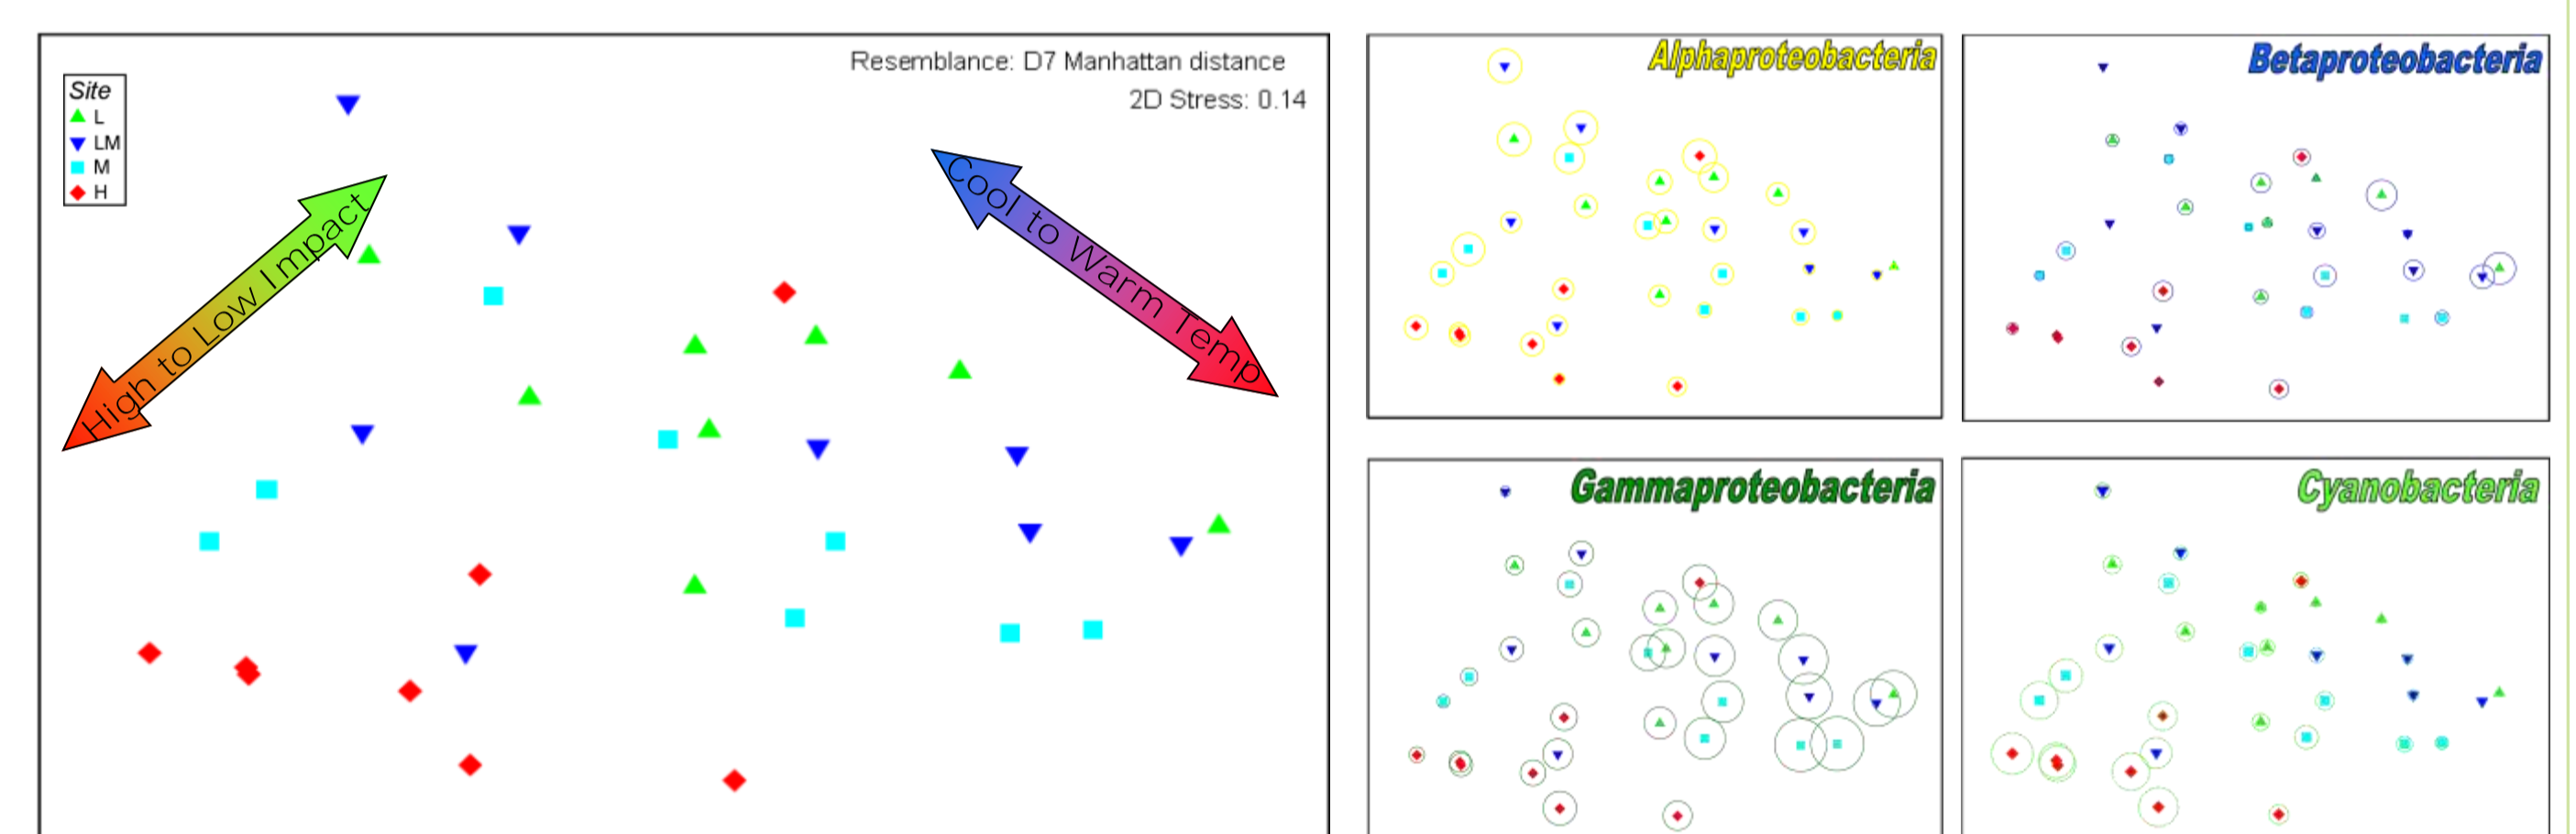 Resemblance: D7 Manhattan distance
2D Stress: 0.14
Site
L
LM
M
H
High to Low Impact
Cool to Warm Temp
Alphaproteobacteria
Betaproteobacteria
Gammaproteobacteria
Cyanobacteria